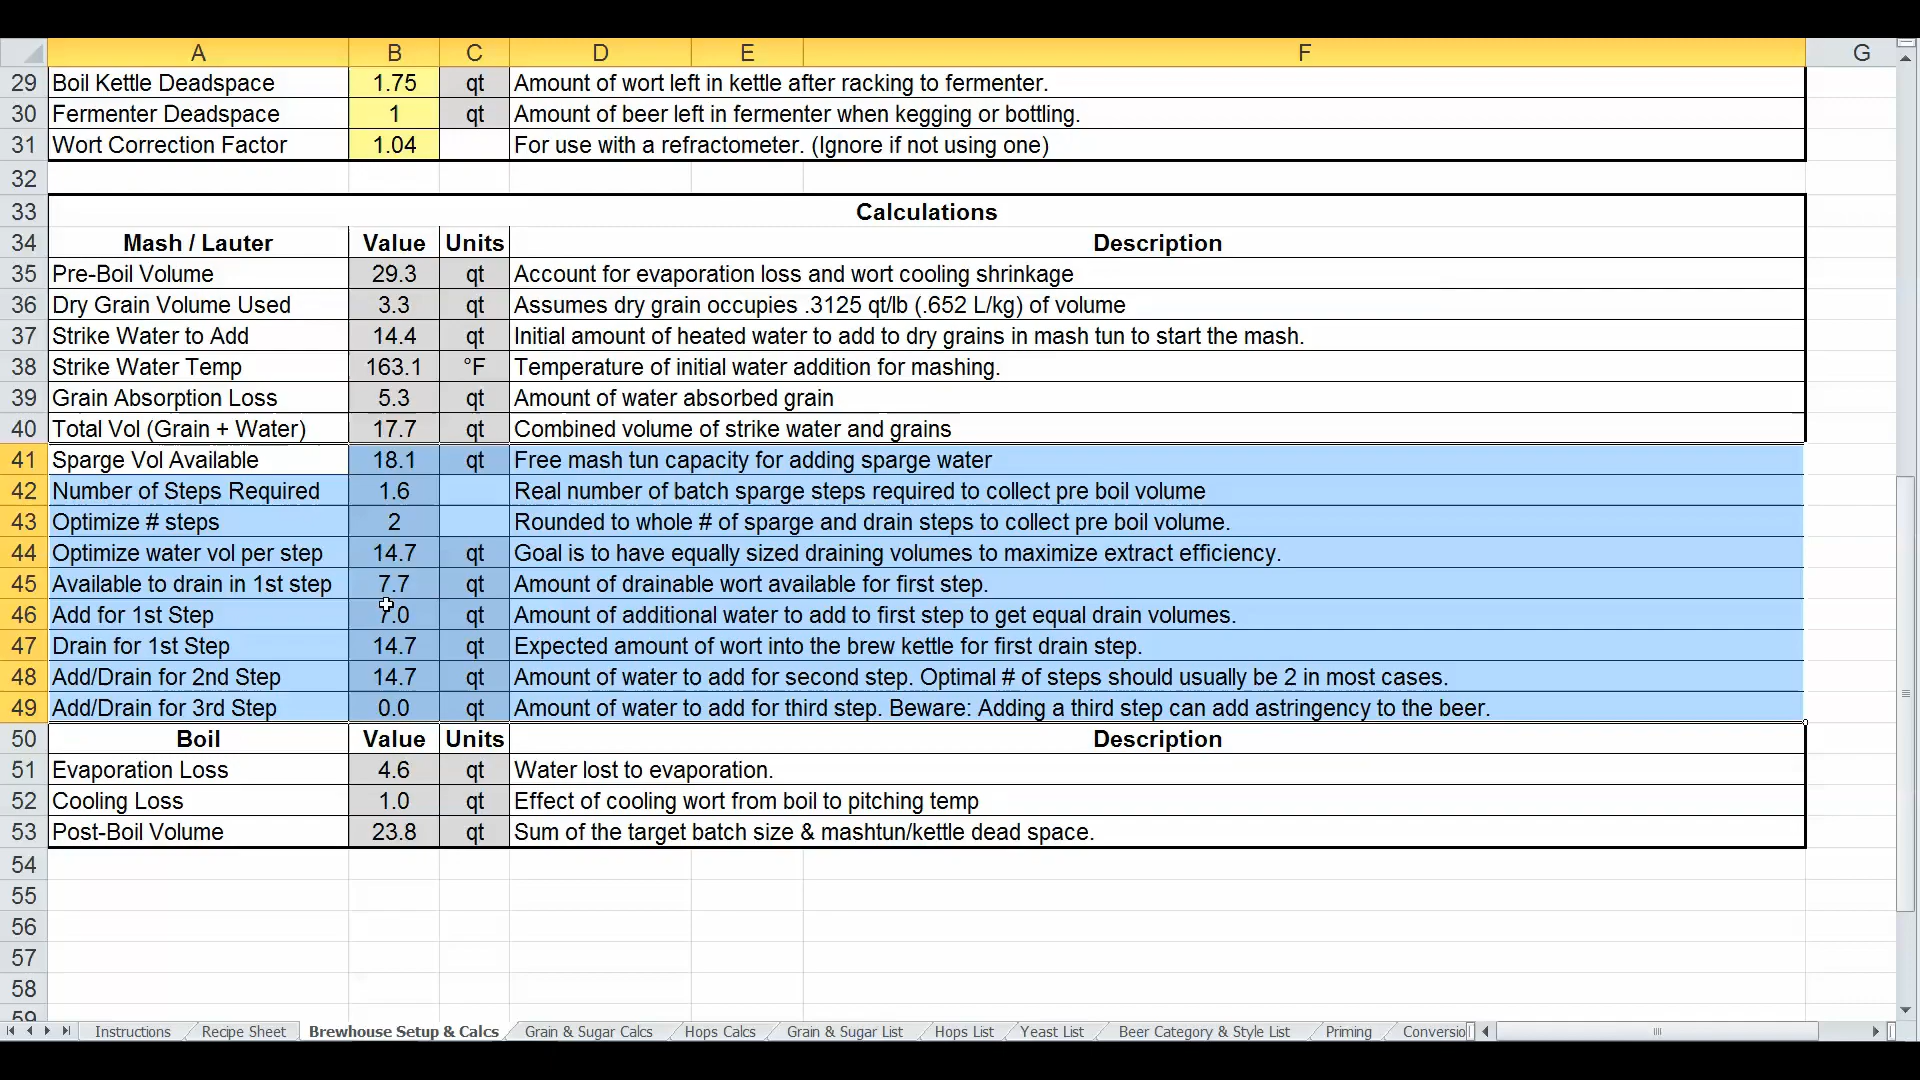 A B C D E F G
29 Boil Kettle Deadspace 1.75 qt Amount of wort left in kettle after racking to fermenter.
30 Fermenter Deadspace 1 qt Amount of beer left in fermenter when kegging or bottling.
31 Wort Correction Factor 1.04 For use with a refractometer. (Ignore if not using one)
32
33 Calculations
34 Mash / Lauter Value Units Description
35 Pre-Boil Volume 29.3 qt Account for evaporation loss and wort cooling shrinkage
36 Dry Grain Volume Used 3.3 qt Assumes dry grain occupies .3125 qt/lb (.652 L/kg) of volume
37 Strike Water to Add 14.4 qt Initial amount of heated water to add to dry grains in mash tun to start the mash.
38 Strike Water Temp 163.1 °F Temperature of initial water addition for mashing.
39 Grain Absorption Loss 5.3 qt Amount of water absorbed grain
40 Total Vol (Grain + Water) 17.7 qt Combined volume of strike water and grains
41 Sparge Vol Available 18.1 qt Free mash tun capacity for adding sparge water
42 Number of Steps Required 1.6 Real number of batch sparge steps required to collect pre boil volume
43 Optimize # steps 2 Rounded to whole # of sparge and drain steps to collect pre boil volume.
44 Optimize water vol per step 14.7 qt Goal is to have equally sized draining volumes to maximize extract efficiency.
45 Available to drain in 1st step 7.7 qt Amount of drainable wort available for first step.
46 Add for 1st Step 7.0 qt Amount of additional water to add to first step to get equal drain volumes.
47 Drain for 1st Step 14.7 qt Expected amount of wort into the brew kettle for first drain step.
48 Add/Drain for 2nd Step 14.7 qt Amount of water to add for second step. Optimal # of steps should usually be 2 in most cases.
49 Add/Drain for 3rd Step 0.0 qt Amount of water to add for third step. Beware: Adding a third step can add astringency to the beer.
50 Boil Value Units Description
51 Evaporation Loss 4.6 qt Water lost to evaporation.
52 Cooling Loss 1.0 qt Effect of cooling wort from boil to pitching temp
53 Post-Boil Volume 23.8 qt Sum of the target batch size & mashtun/kettle dead space.
54
55
56
57
58
59
Instructions Recipe Sheet Brewhouse Setup & Calcs Grain & Sugar Calcs Hops Calcs Grain & Sugar List Hops List Yeast List Beer Category & Style List Priming Conversio